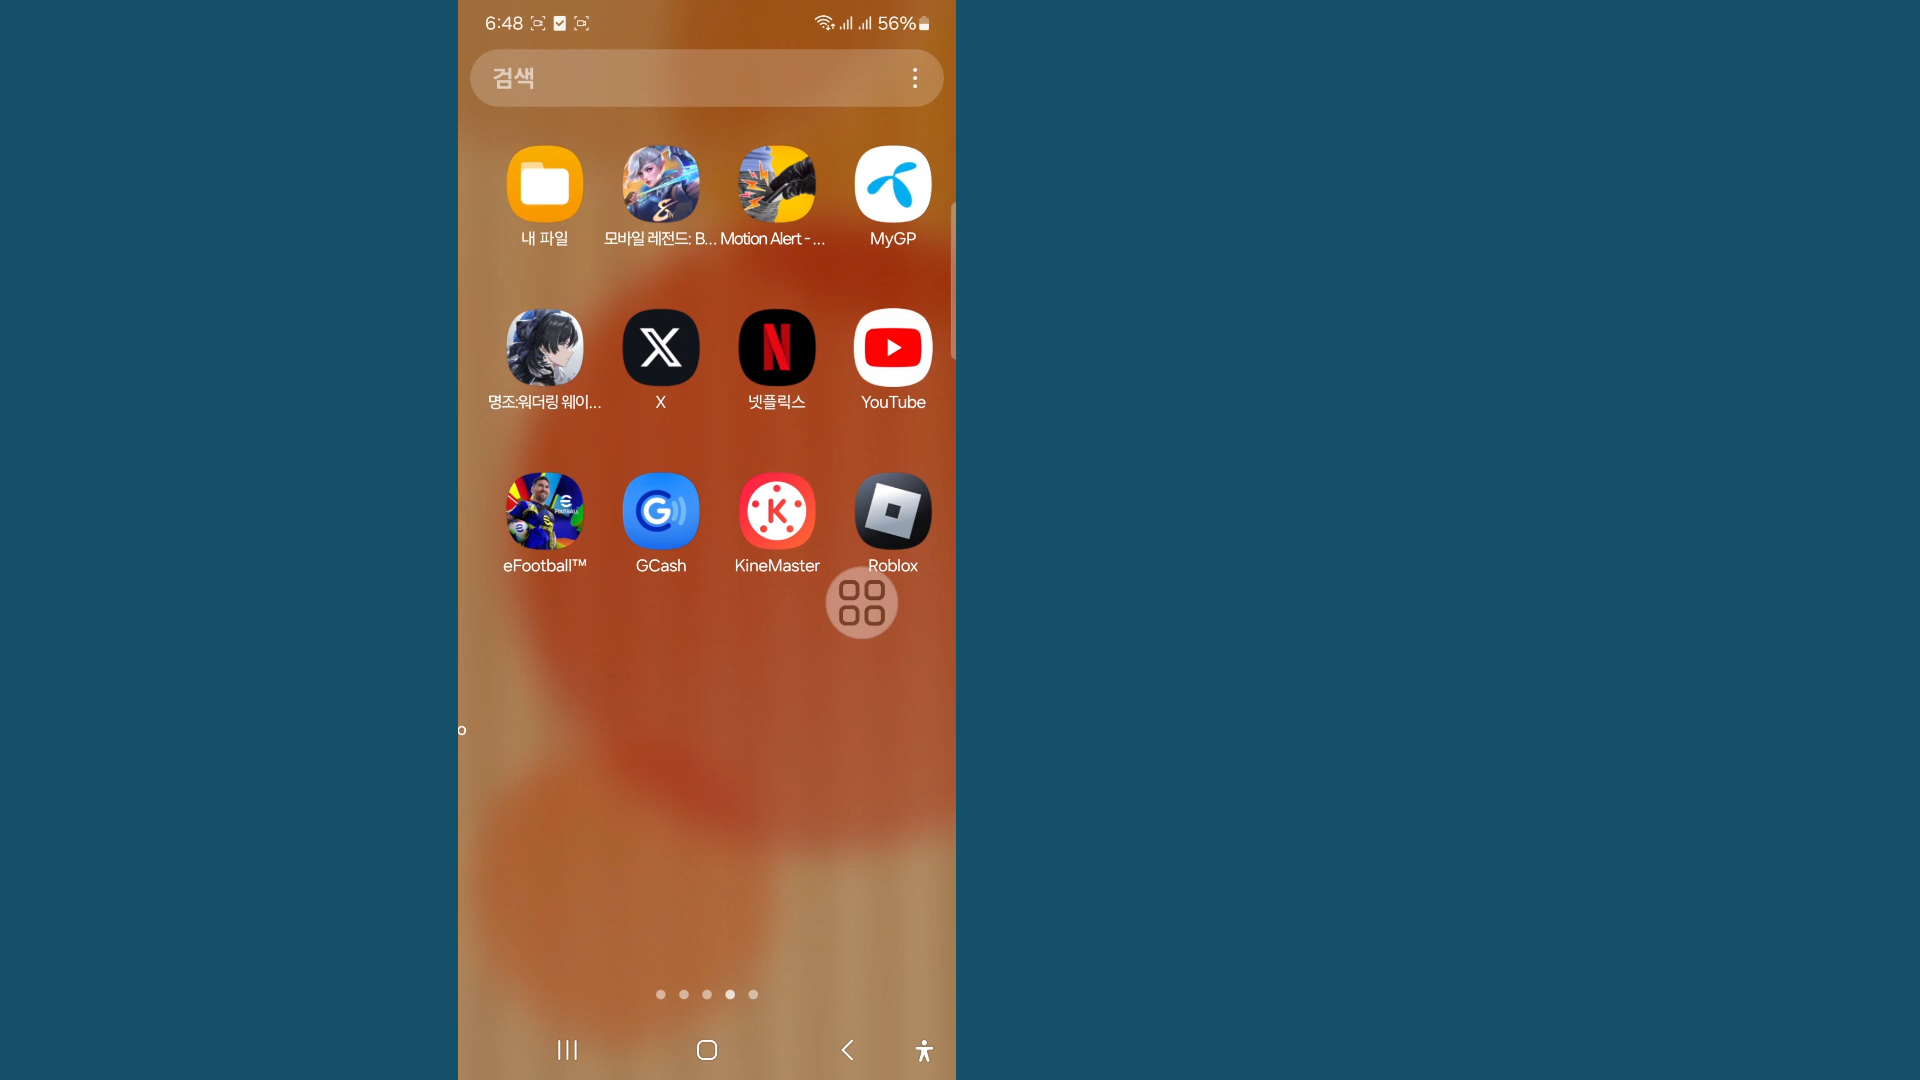 6:48
56%
검색
내 파일
모바일 레전드: B...
Motion Alert - ...
MyGP
명조:워더링 웨이...
X
넷플릭스
YouTube
eFootball™
GCash
KineMaster
Roblox
o